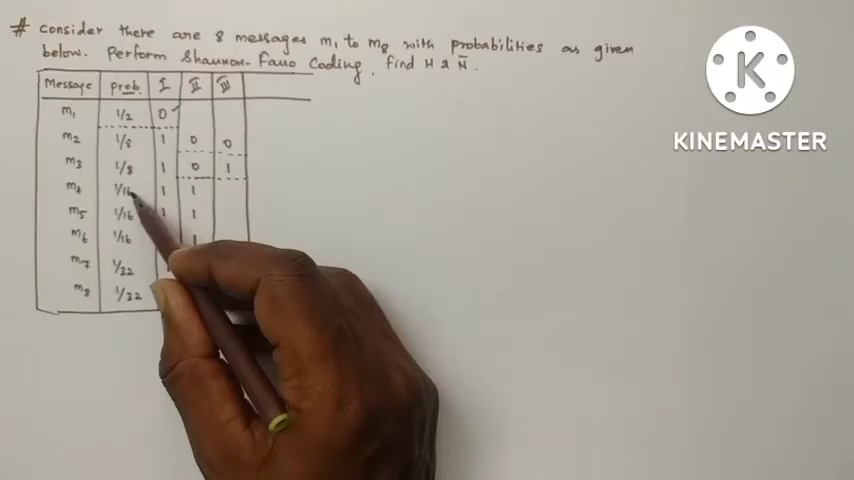 # Consider there are 8 messages m1 to m8 with probabilities as given
below. Perform Shannon-Fano Coding. find H & N̄.
Message Prob. I II III
m1 1/2 0
m2 1/8 1 0 0
m3 1/8 1 0 1
m4 1/16 1 1
m5 1/16 1 1
m6 1/16 1
m7 1/32
m8 1/32
K
KINEMASTER